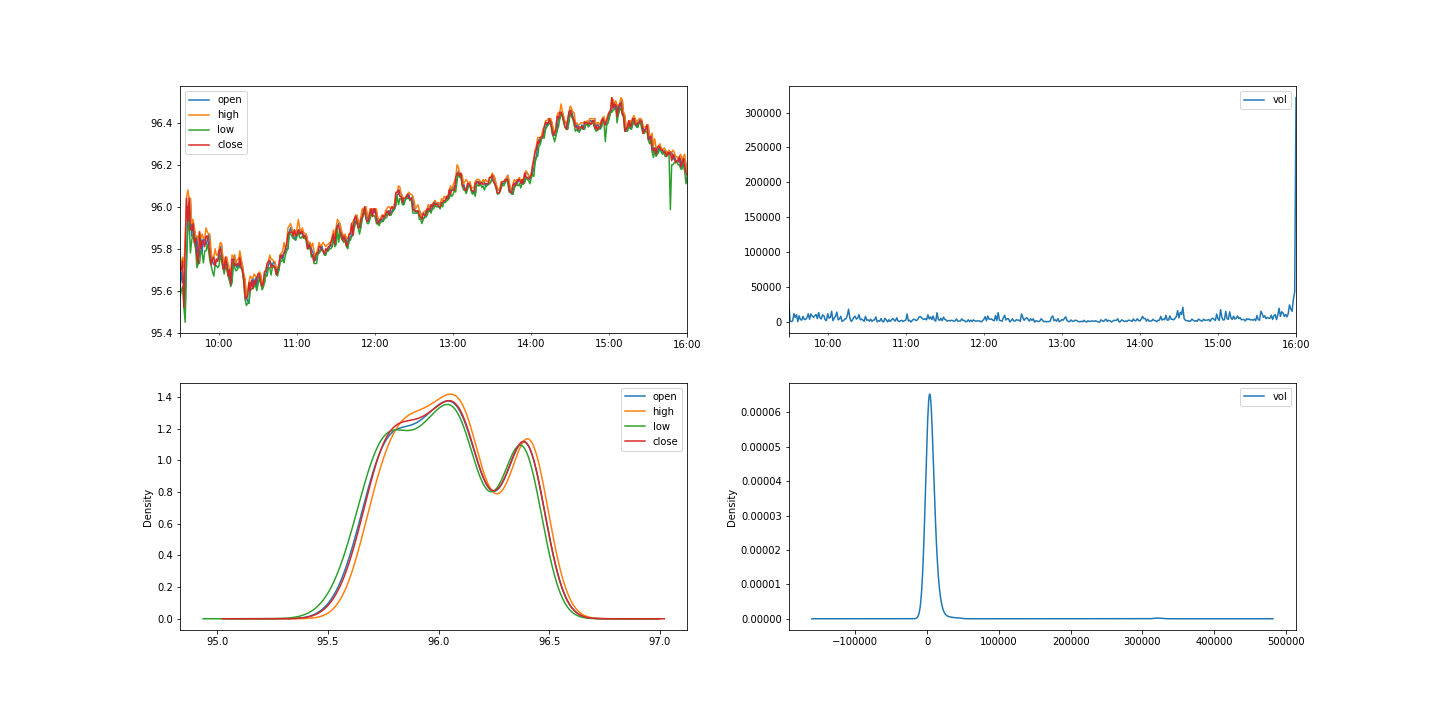 open
high
low
close
96.4
96.2
96.0
95.8
95.6
95.4
10:00 11:00 12:00 13:00 14:00 15:00 16:00
vol
300000
250000
200000
150000
100000
50000
0
10:00 11:00 12:00 13:00 14:00 15:00 16:00
open
high
low
close
Density
1.4
1.2
1.0
0.8
0.6
0.4
0.2
0.0
95.0 95.5 96.0 96.5 97.0
vol
Density
0.00006
0.00005
0.00004
0.00003
0.00002
0.00001
0.00000
−100000 0 100000 200000 300000 400000 500000